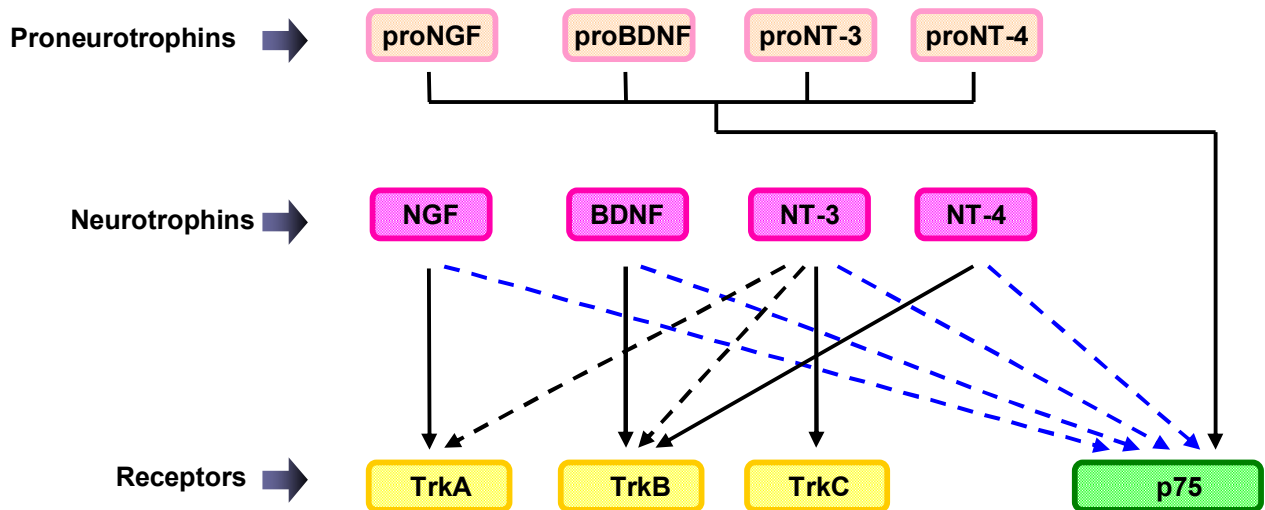 Proneurotrophins proNGF proBDNF proNT-3 proNT-4
Neurotrophins NGF BDNF NT-3 NT-4
Receptors TrkA TrkB TrkC p75